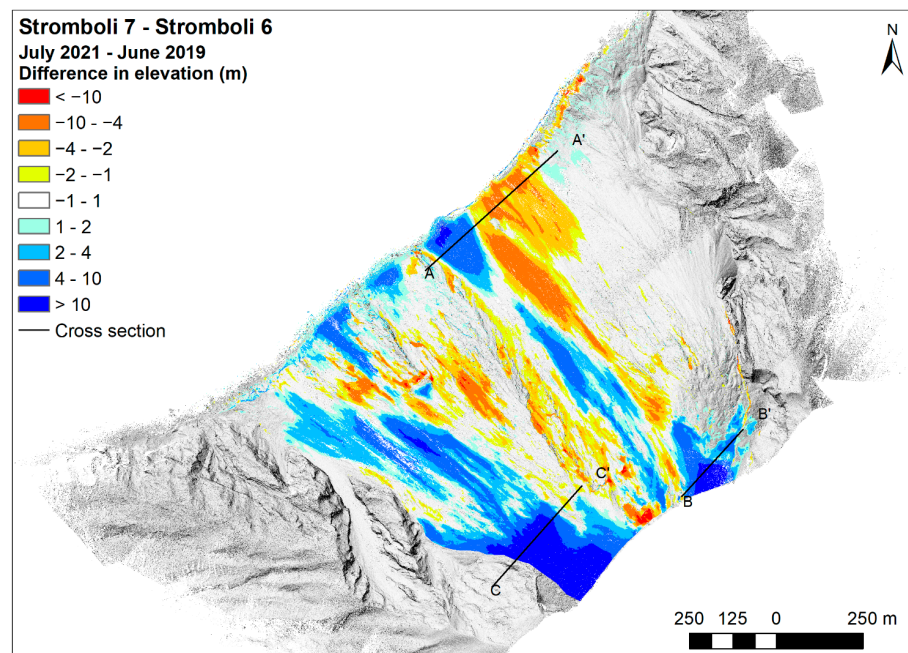 Stromboli 7 - Stromboli 6
July 2021 - June 2019
Difference in elevation (m)
< −10
−10 - −4
−4 - −2
−2 - −1
−1 - 1
1 - 2
2 - 4
4 - 10
> 10
Cross section
N
A'
A
B'
B
C'
C
250 125 0 250 m